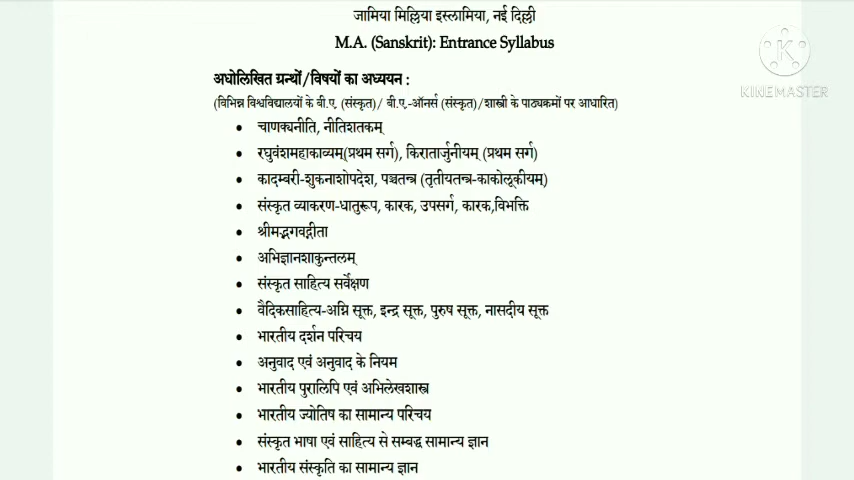 जामिया मिल्लिया इस्लामिया, नई दिल्ली
M.A. (Sanskrit): Entrance Syllabus
KINEMASTER
अधोलिखित ग्रन्थों/विषयों का अध्ययन :
(विभिन्न विश्वविद्यालयों के बी.ए. (संस्कृत)/ बी.ए.-ऑनर्स (संस्कृत)/शास्त्री के पाठ्यक्रमों पर आधारित)
• चाणक्यनीति, नीतिशतकम्
• रघुवंशमहाकाव्यम्(प्रथम सर्ग), किरातार्जुनीयम् (प्रथम सर्ग)
• कादम्बरी-शुकनाशोपदेश, पञ्चतन्त्र (तृतीयतन्त्र-काकोलूकीयम्)
• संस्कृत व्याकरण-धातुरूप, कारक, उपसर्ग, कारक,विभक्ति
• श्रीमद्भगवद्गीता
• अभिज्ञानशाकुन्तलम्
• संस्कृत साहित्य सर्वेक्षण
• वैदिकसाहित्य-अग्नि सूक्त, इन्द्र सूक्त, पुरुष सूक्त, नासदीय सूक्त
• भारतीय दर्शन परिचय
• अनुवाद एवं अनुवाद के नियम
• भारतीय पुरालिपि एवं अभिलेखशास्त्र
• भारतीय ज्योतिष का सामान्य परिचय
• संस्कृत भाषा एवं साहित्य से सम्बद्ध सामान्य ज्ञान
• भारतीय संस्कृति का सामान्य ज्ञान